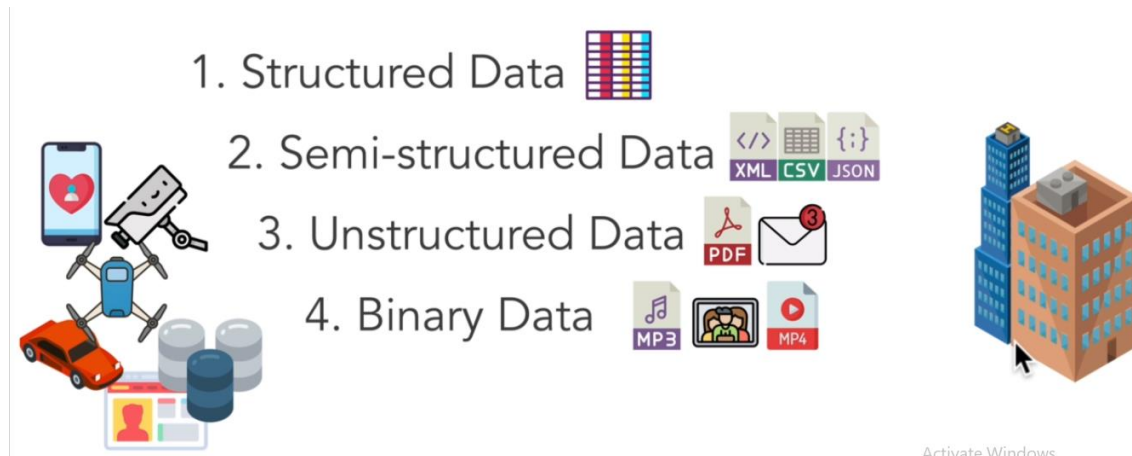 1. Structured Data
2. Semi-structured Data
</> {;}
XML CSV JSON
3. Unstructured Data
3
PDF
4. Binary Data
MP3 MP4
H
Activate Windows